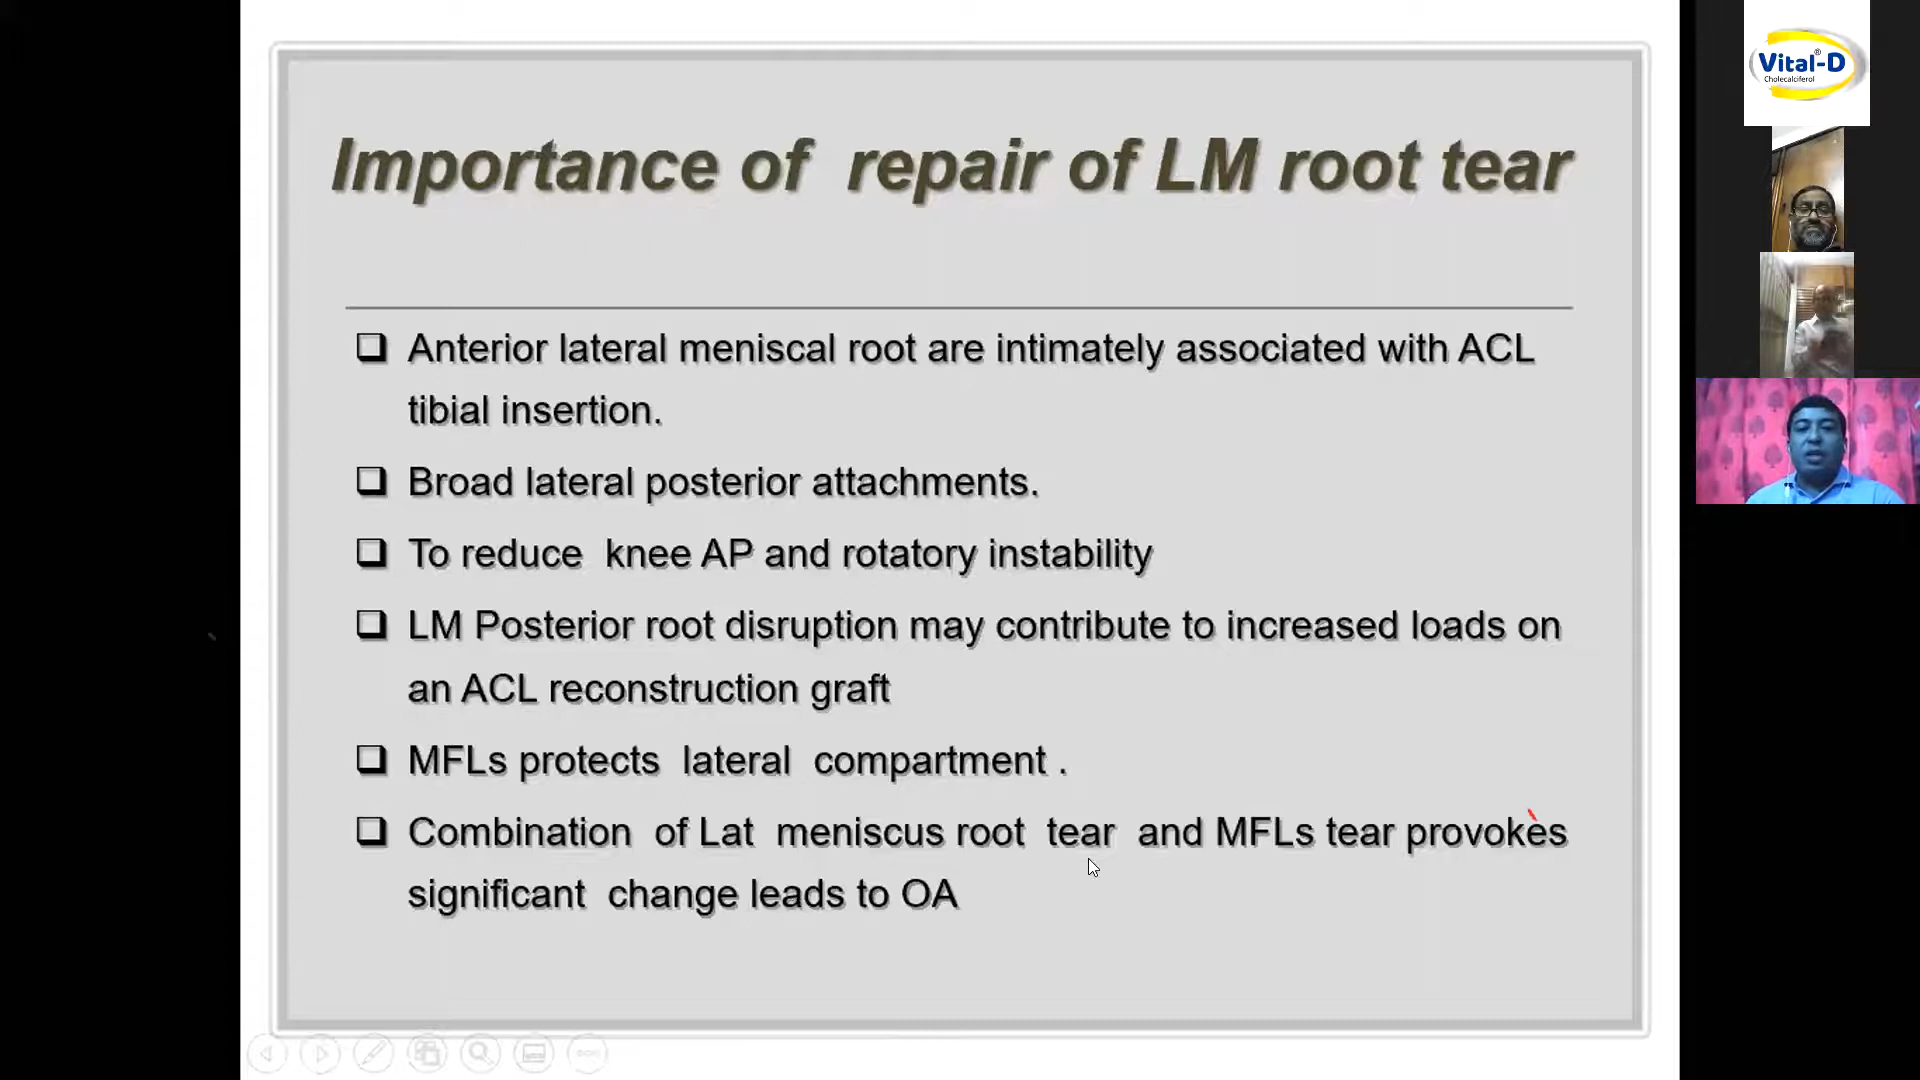 Importance of repair of LM root tear
Anterior lateral meniscal root are intimately associated with ACL
tibial insertion.
Broad lateral posterior attachments.
To reduce knee AP and rotatory instability
LM Posterior root disruption may contribute to increased loads on
an ACL reconstruction graft
MFLs protects lateral compartment .
Combination of Lat meniscus root tear and MFLs tear provokes
significant change leads to OA
Vital-D®
Cholecalciferol